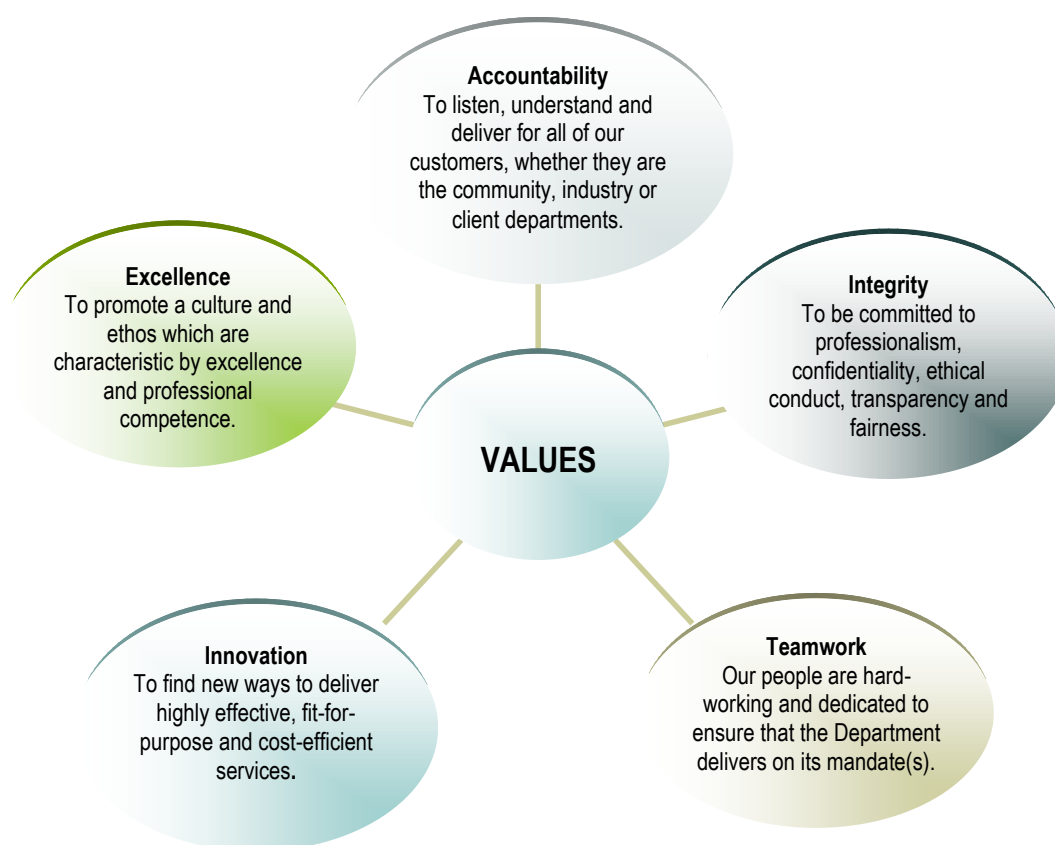 Accountability
To listen, understand and
deliver for all of our
customers, whether they are
the community, industry or
client departments.
Excellence
To promote a culture and
ethos which are
characteristic by excellence
and professional
competence.
Integrity
To be committed to
professionalism,
confidentiality, ethical
conduct, transparency and
fairness.
VALUES
Innovation
To find new ways to deliver
highly effective, fit-for-
purpose and cost-efficient
services.
Teamwork
Our people are hard-
working and dedicated to
ensure that the Department
delivers on its mandate(s).